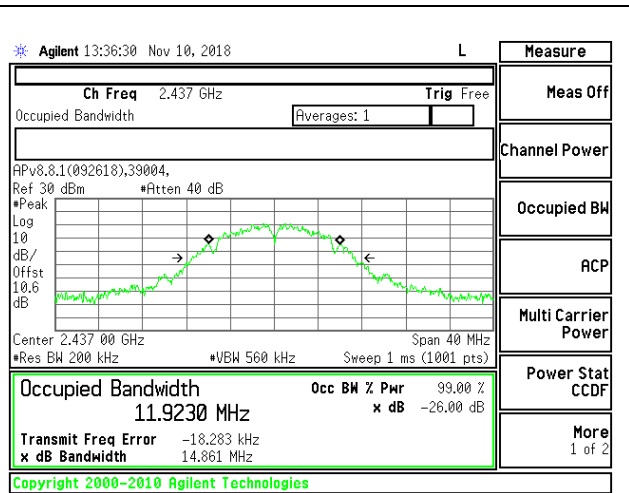 Agilent 13:36:30 Nov 10, 2018 L Measure
Ch Freq 2.437 GHz Trig Free
Meas Off
Occupied Bandwidth Averages: 1
Channel Power
APv8.8.1(092618),39004,
Ref 30 dBm #Atten 40 dB
#Peak
Log
10
dB/
Offst
10.6
dB
Occupied BW
ACP
Multi Carrier
Power
Center 2.437 00 GHz Span 40 MHz
#Res BW 200 kHz #VBW 560 kHz Sweep 1 ms (1001 pts)
Power Stat
CCDF
Occupied Bandwidth Occ BW % Pwr 99.00 %
11.9230 MHz x dB -26.00 dB
Transmit Freq Error -18.283 kHz
x dB Bandwidth 14.861 MHz
More
1 of 2
Copyright 2000-2010 Agilent Technologies